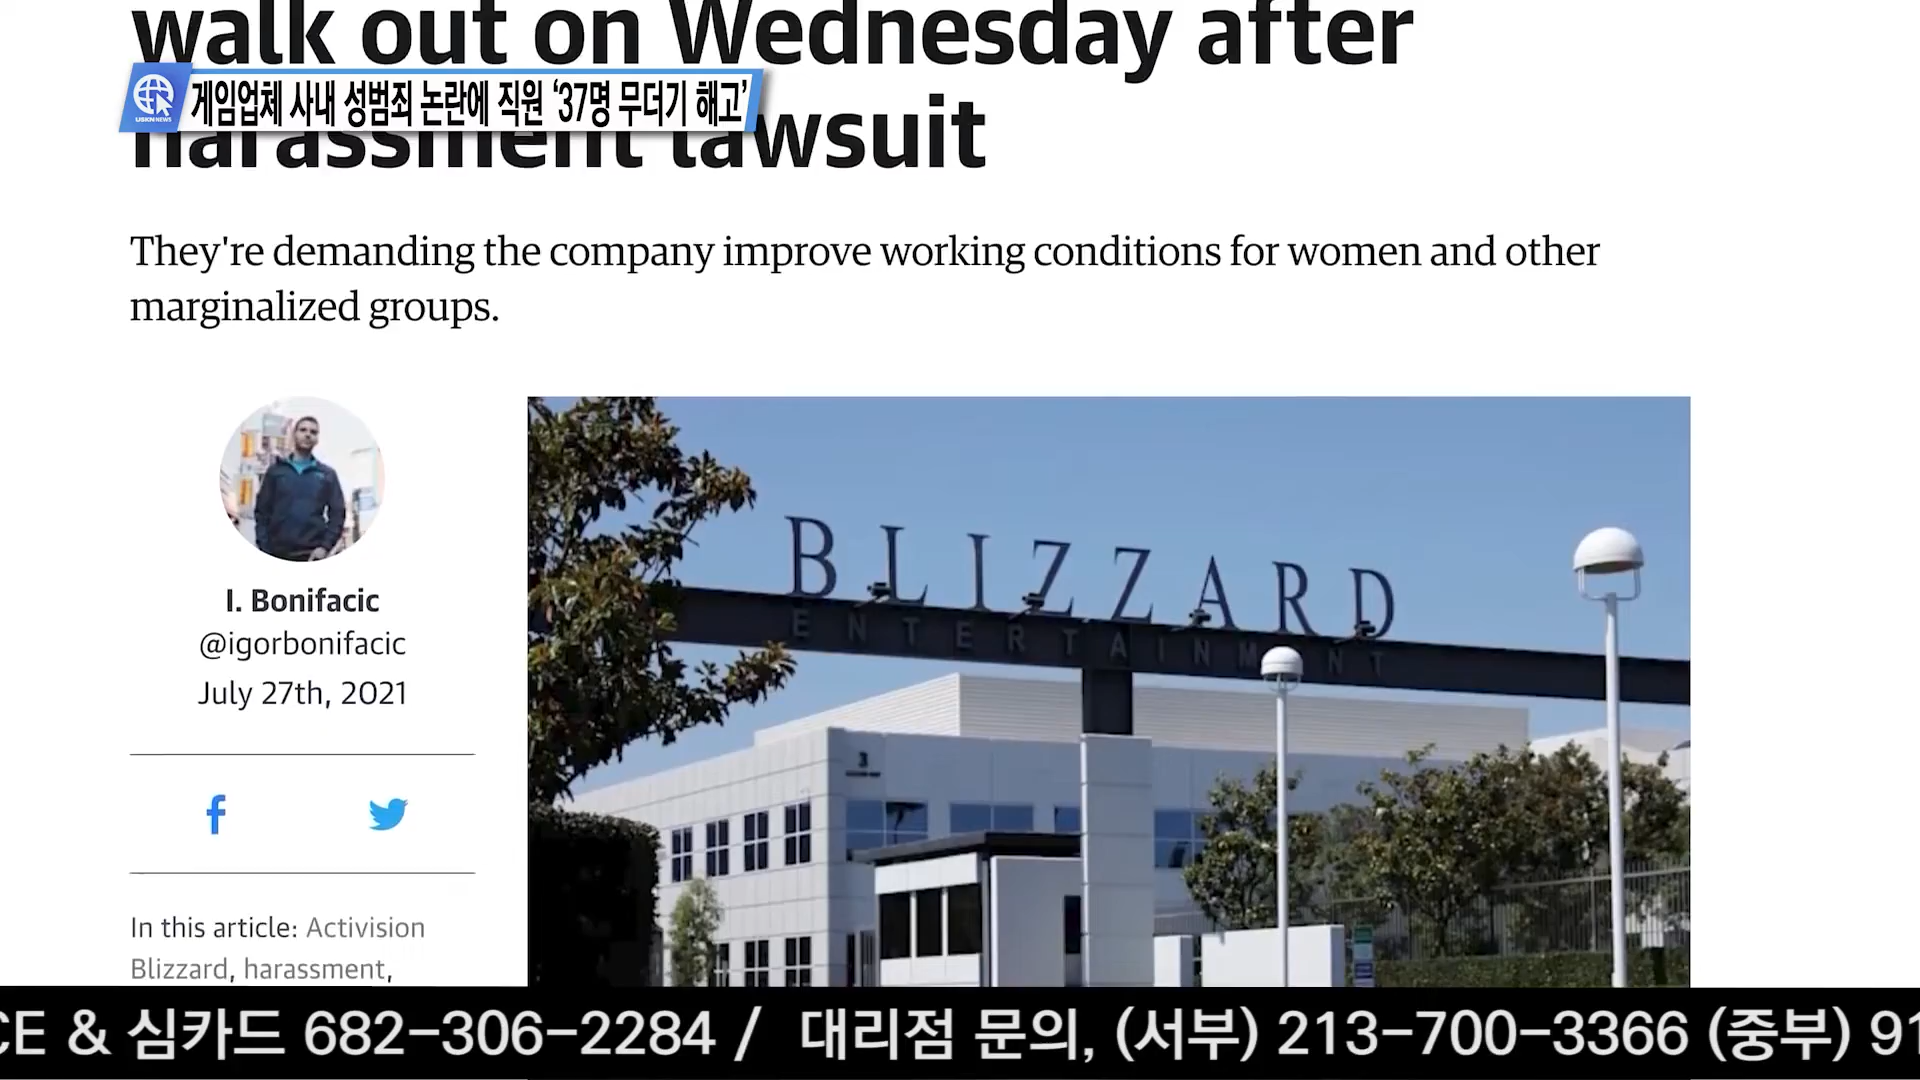 walk out on Wednesday after
게임업체 사내 성범죄 논란에 직원 ‘37명 무더기 해고’
USKN NEWS
harassment lawsuit
They're demanding the company improve working conditions for women and other
marginalized groups.
I. Bonifacic
@igorbonifacic
July 27th, 2021
In this article: Activision
Blizzard, harassment,
BLIZZARD
ENTERTAINMENT
3
CE & 심카드 682-306-2284 / 대리점 문의, (서부) 213-700-3366 (중부) 91